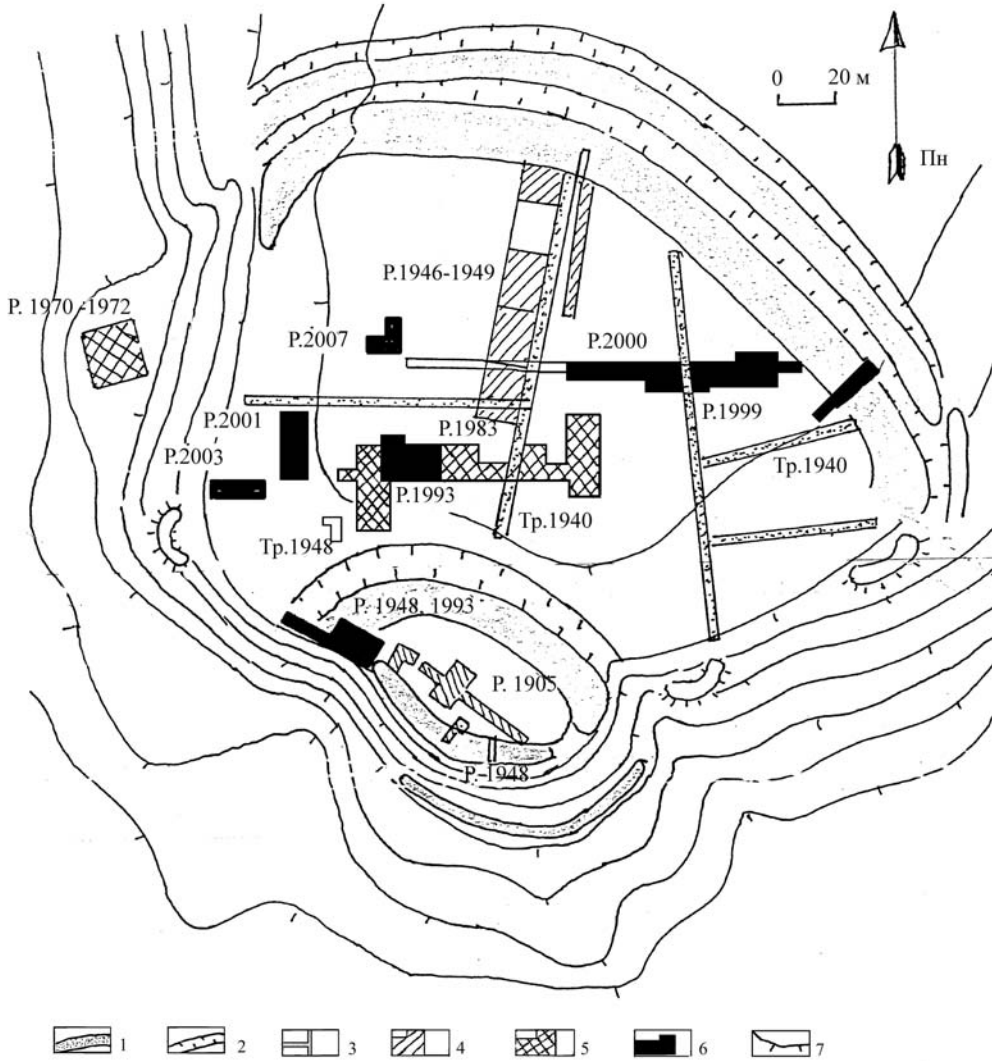 0 20 м
Пн
Р.1946-1949
Р. 1970 -1972
Р.2007
Р.2000
Р.1999
Р.2001
Р.1983
Р.2003
Р.1993
Тр.1940
Тр.1940
Тр.1948
Р. 1948, 1993
Р. 1905
Р. 1948
1 2 3 4 5 6 7